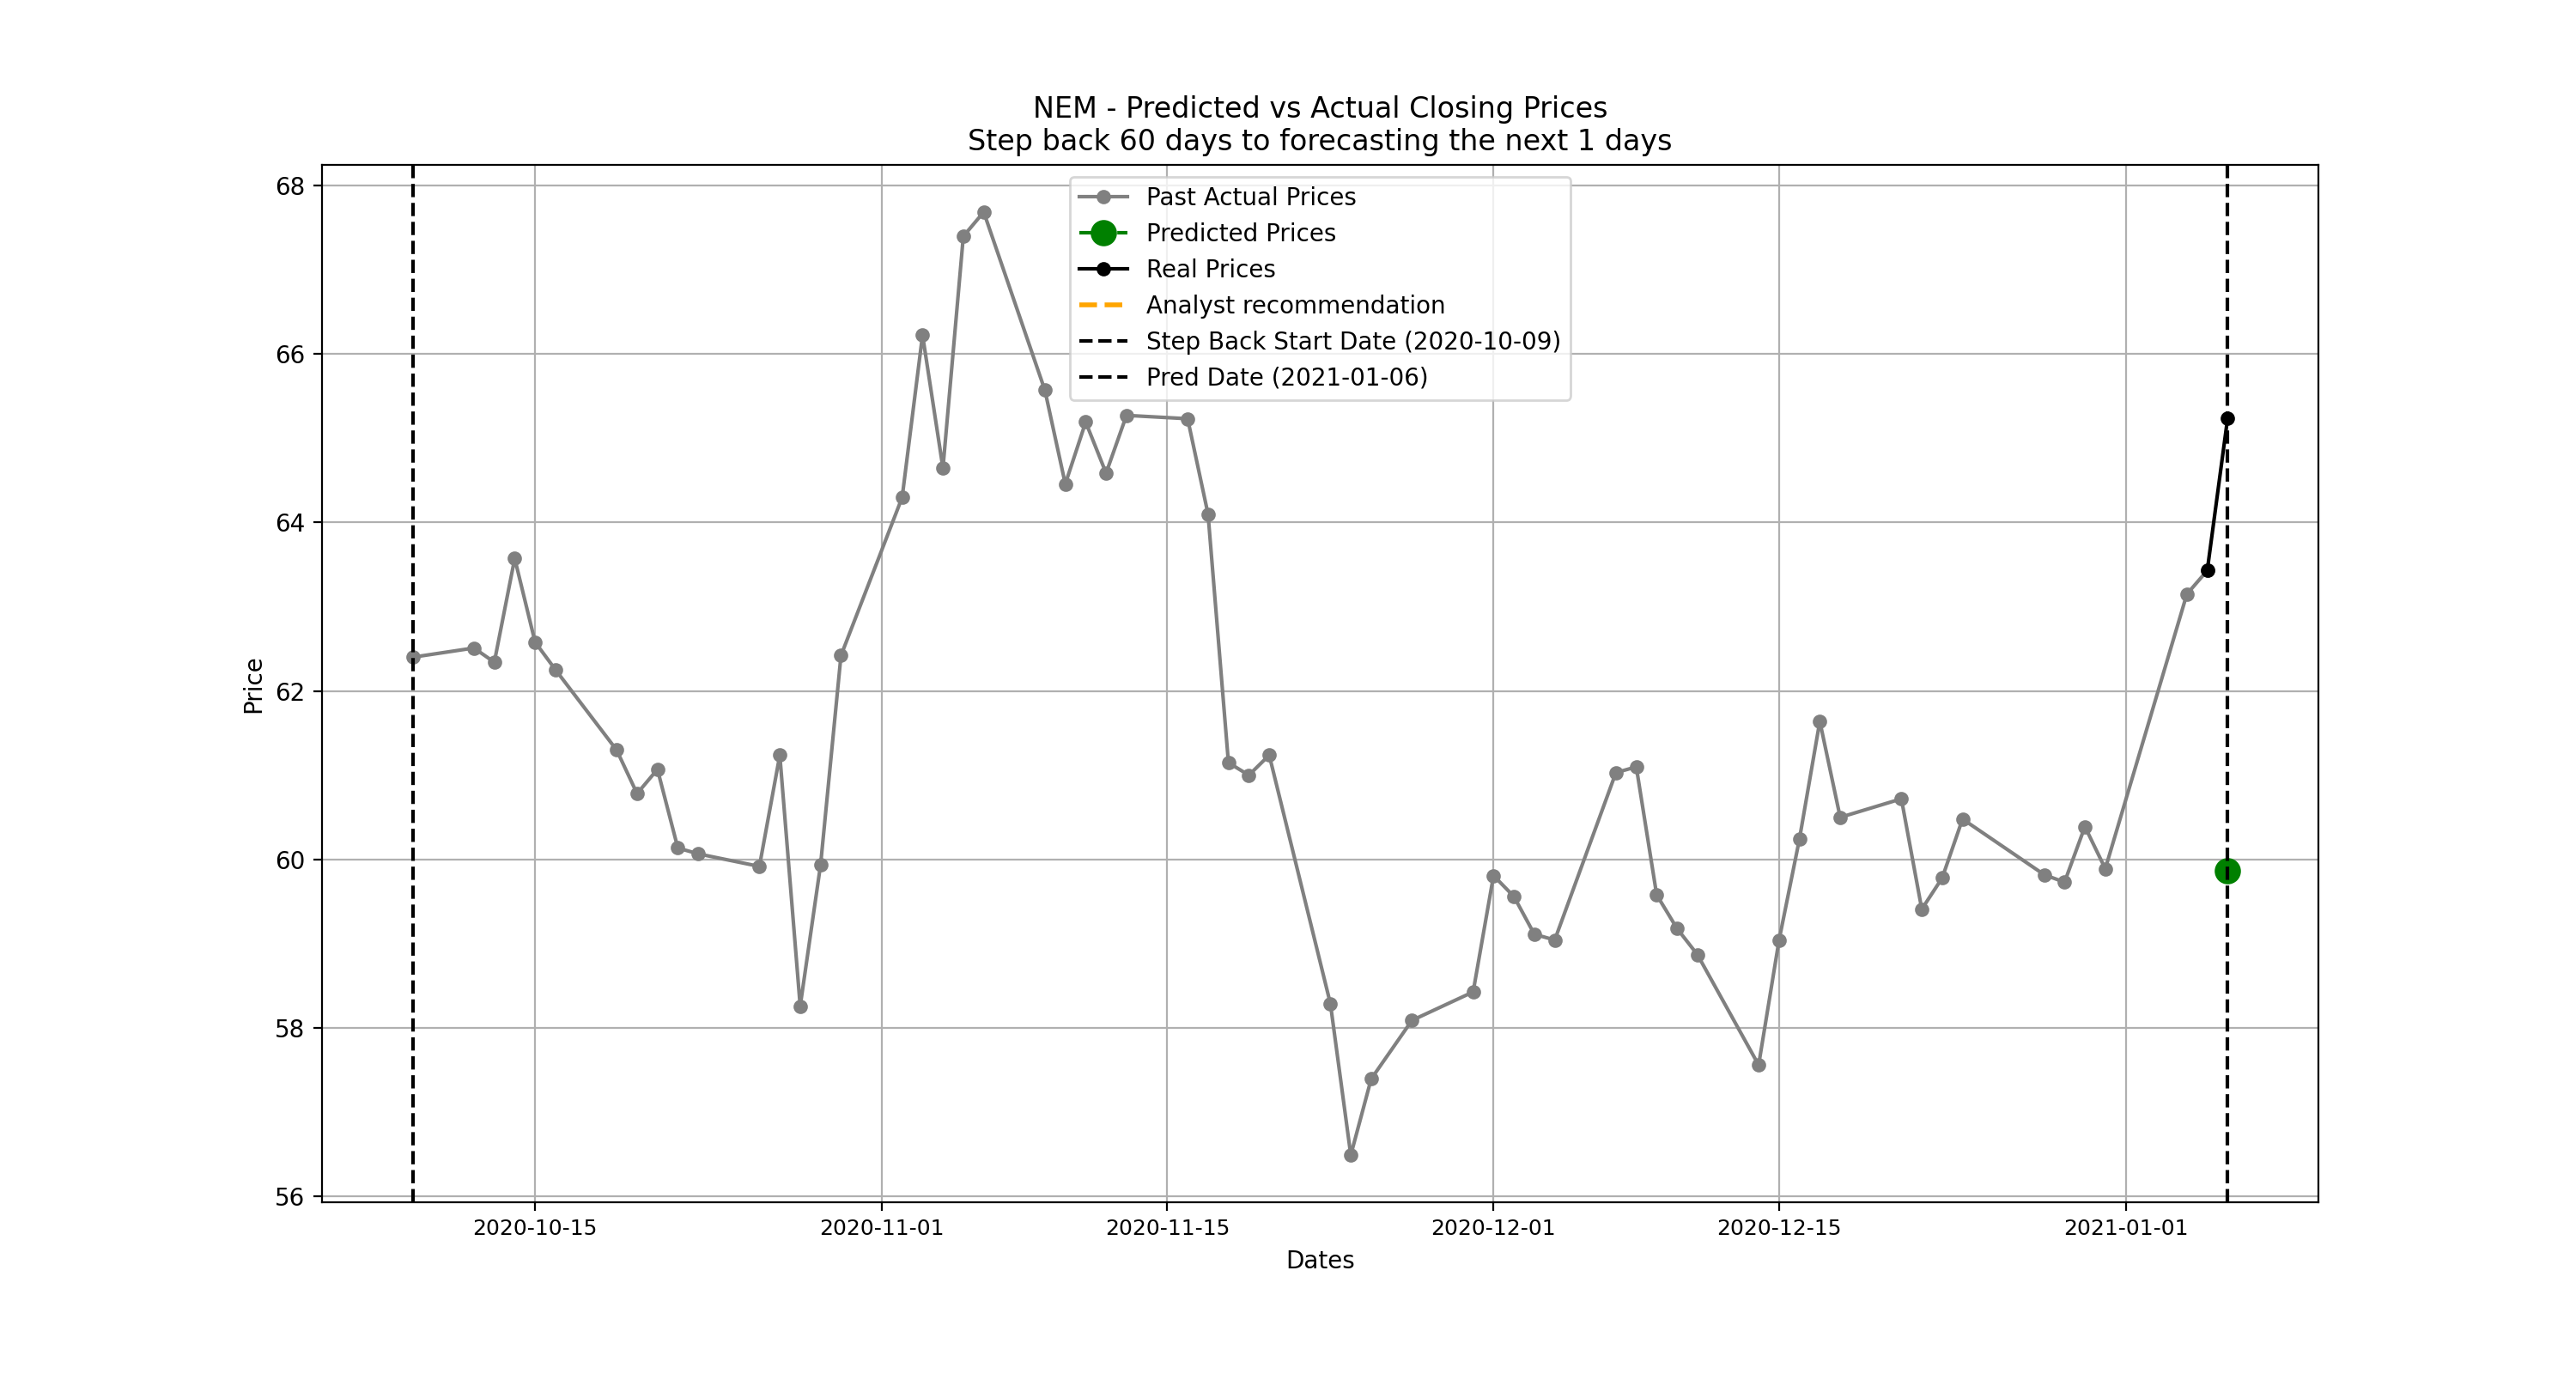 NEM - Predicted vs Actual Closing Prices
Step back 60 days to forecasting the next 1 days
Past Actual Prices
Predicted Prices
Real Prices
Analyst recommendation
Step Back Start Date (2020-10-09)
Pred Date (2021-01-06)
Price
68
66
64
62
60
58
56
2020-10-15
2020-11-01
2020-11-15
2020-12-01
2020-12-15
2021-01-01
Dates